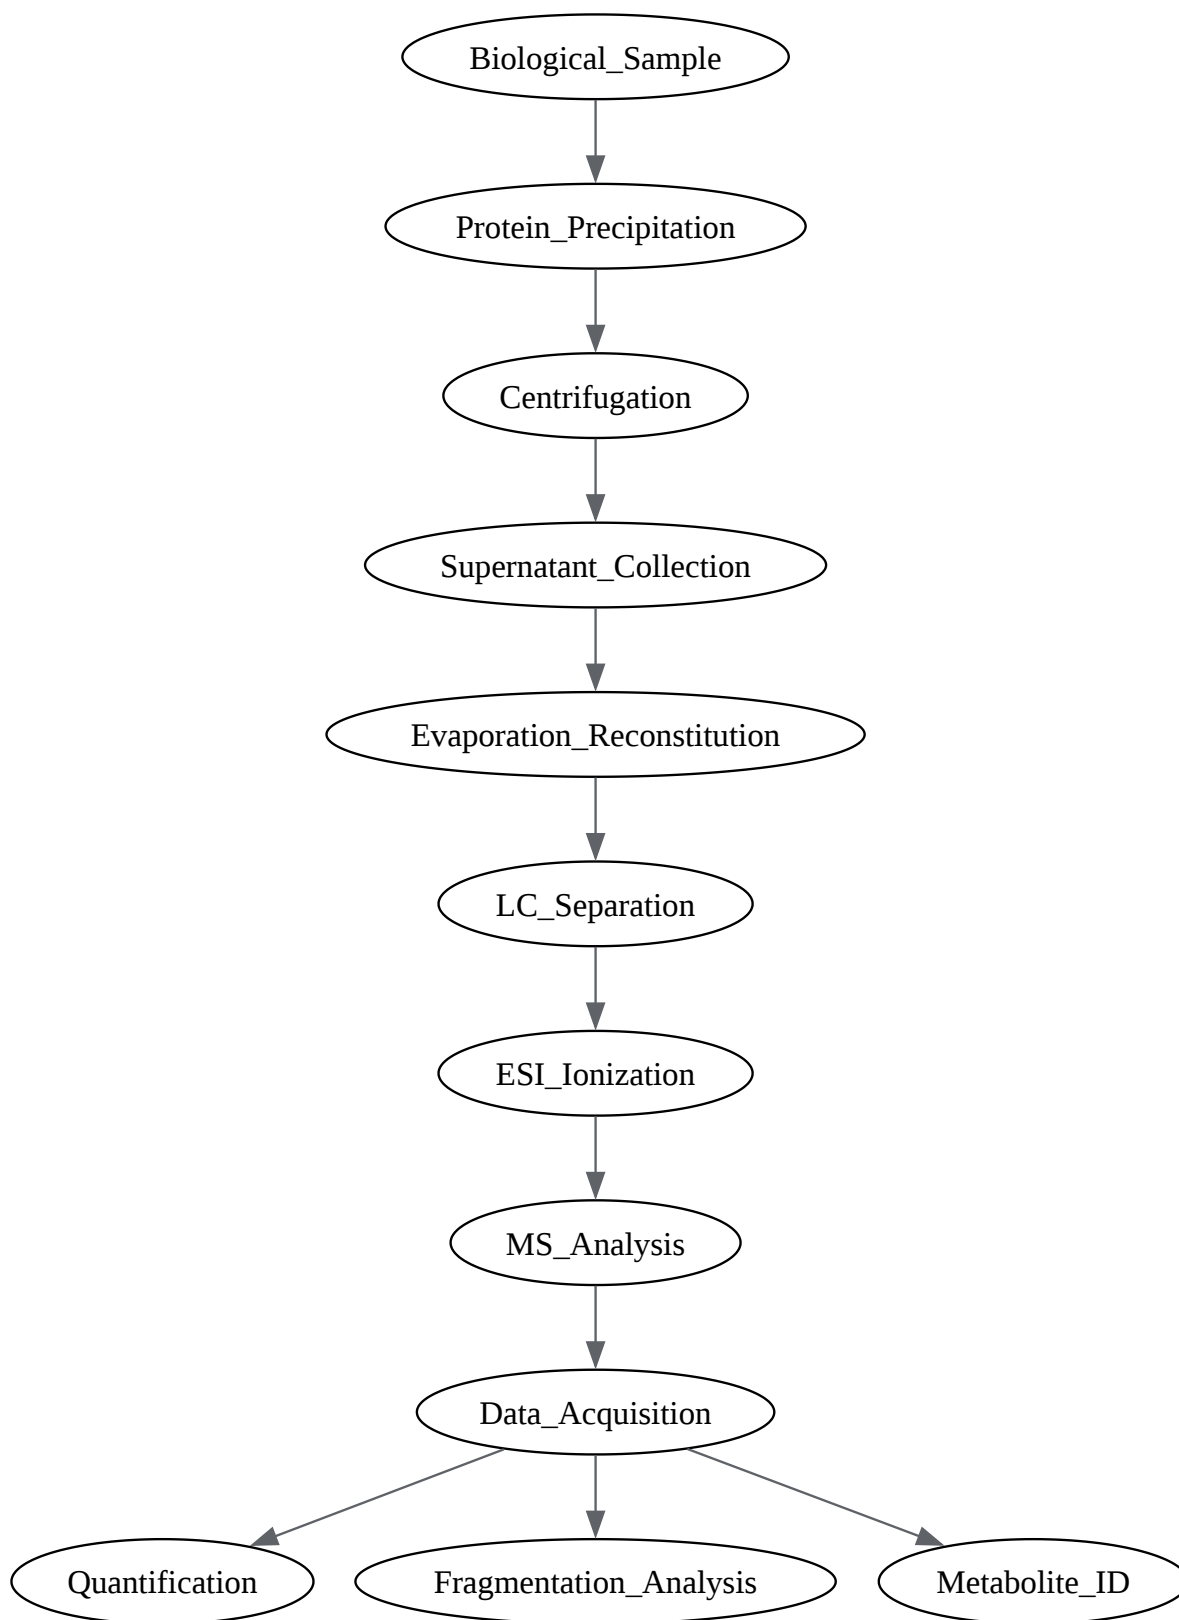 Biological_Sample
Protein_Precipitation
Centrifugation
Supernatant_Collection
Evaporation_Reconstitution
LC_Separation
ESI_Ionization
MS_Analysis
Data_Acquisition
Quantification
Fragmentation_Analysis
Metabolite_ID